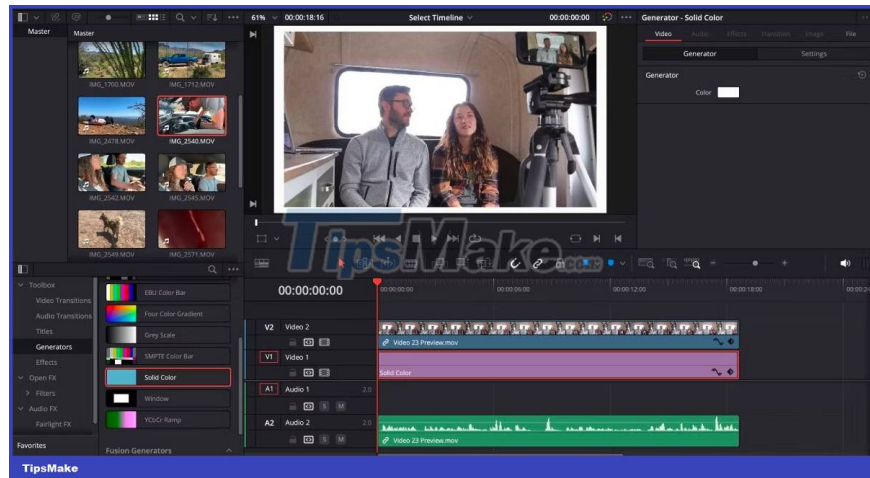 61%
00:00:18:16
Select Timeline
00:00:00:00
Generator - Solid Color
Master
Master
Video
Audio
Effects
Transition
Image
File
IMG_1700.MOV
IMG_1712.MOV
Generator
Settings
Generator
Color
IMG_2478.MOV
IMG_2540.MOV
IMG_2542.MOV
IMG_2545.MOV
IMG_2549.MOV
IMG_2571.MOV
TipsMake.com
Toolbox
Video Transitions
Audio Transitions
Titles
Generators
Effects
Open FX
Filters
Audio FX
Fairlight FX
Favorites
EBU Color Bar
Four Color Gradient
Grey Scale
SMPTE Color Bar
Solid Color
Window
YCbCr Ramp
Fusion Generators
00:00:00:00
00:00:00:00
00:00:06:00
00:00:12:00
00:00:18:00
V2 Video 2
Video 23 Preview.mov
V1 Video 1
Solid Color
A1 Audio 1 2.0
S M
A2 Audio 2 2.0
S M
Video 23 Preview.mov
TipsMake